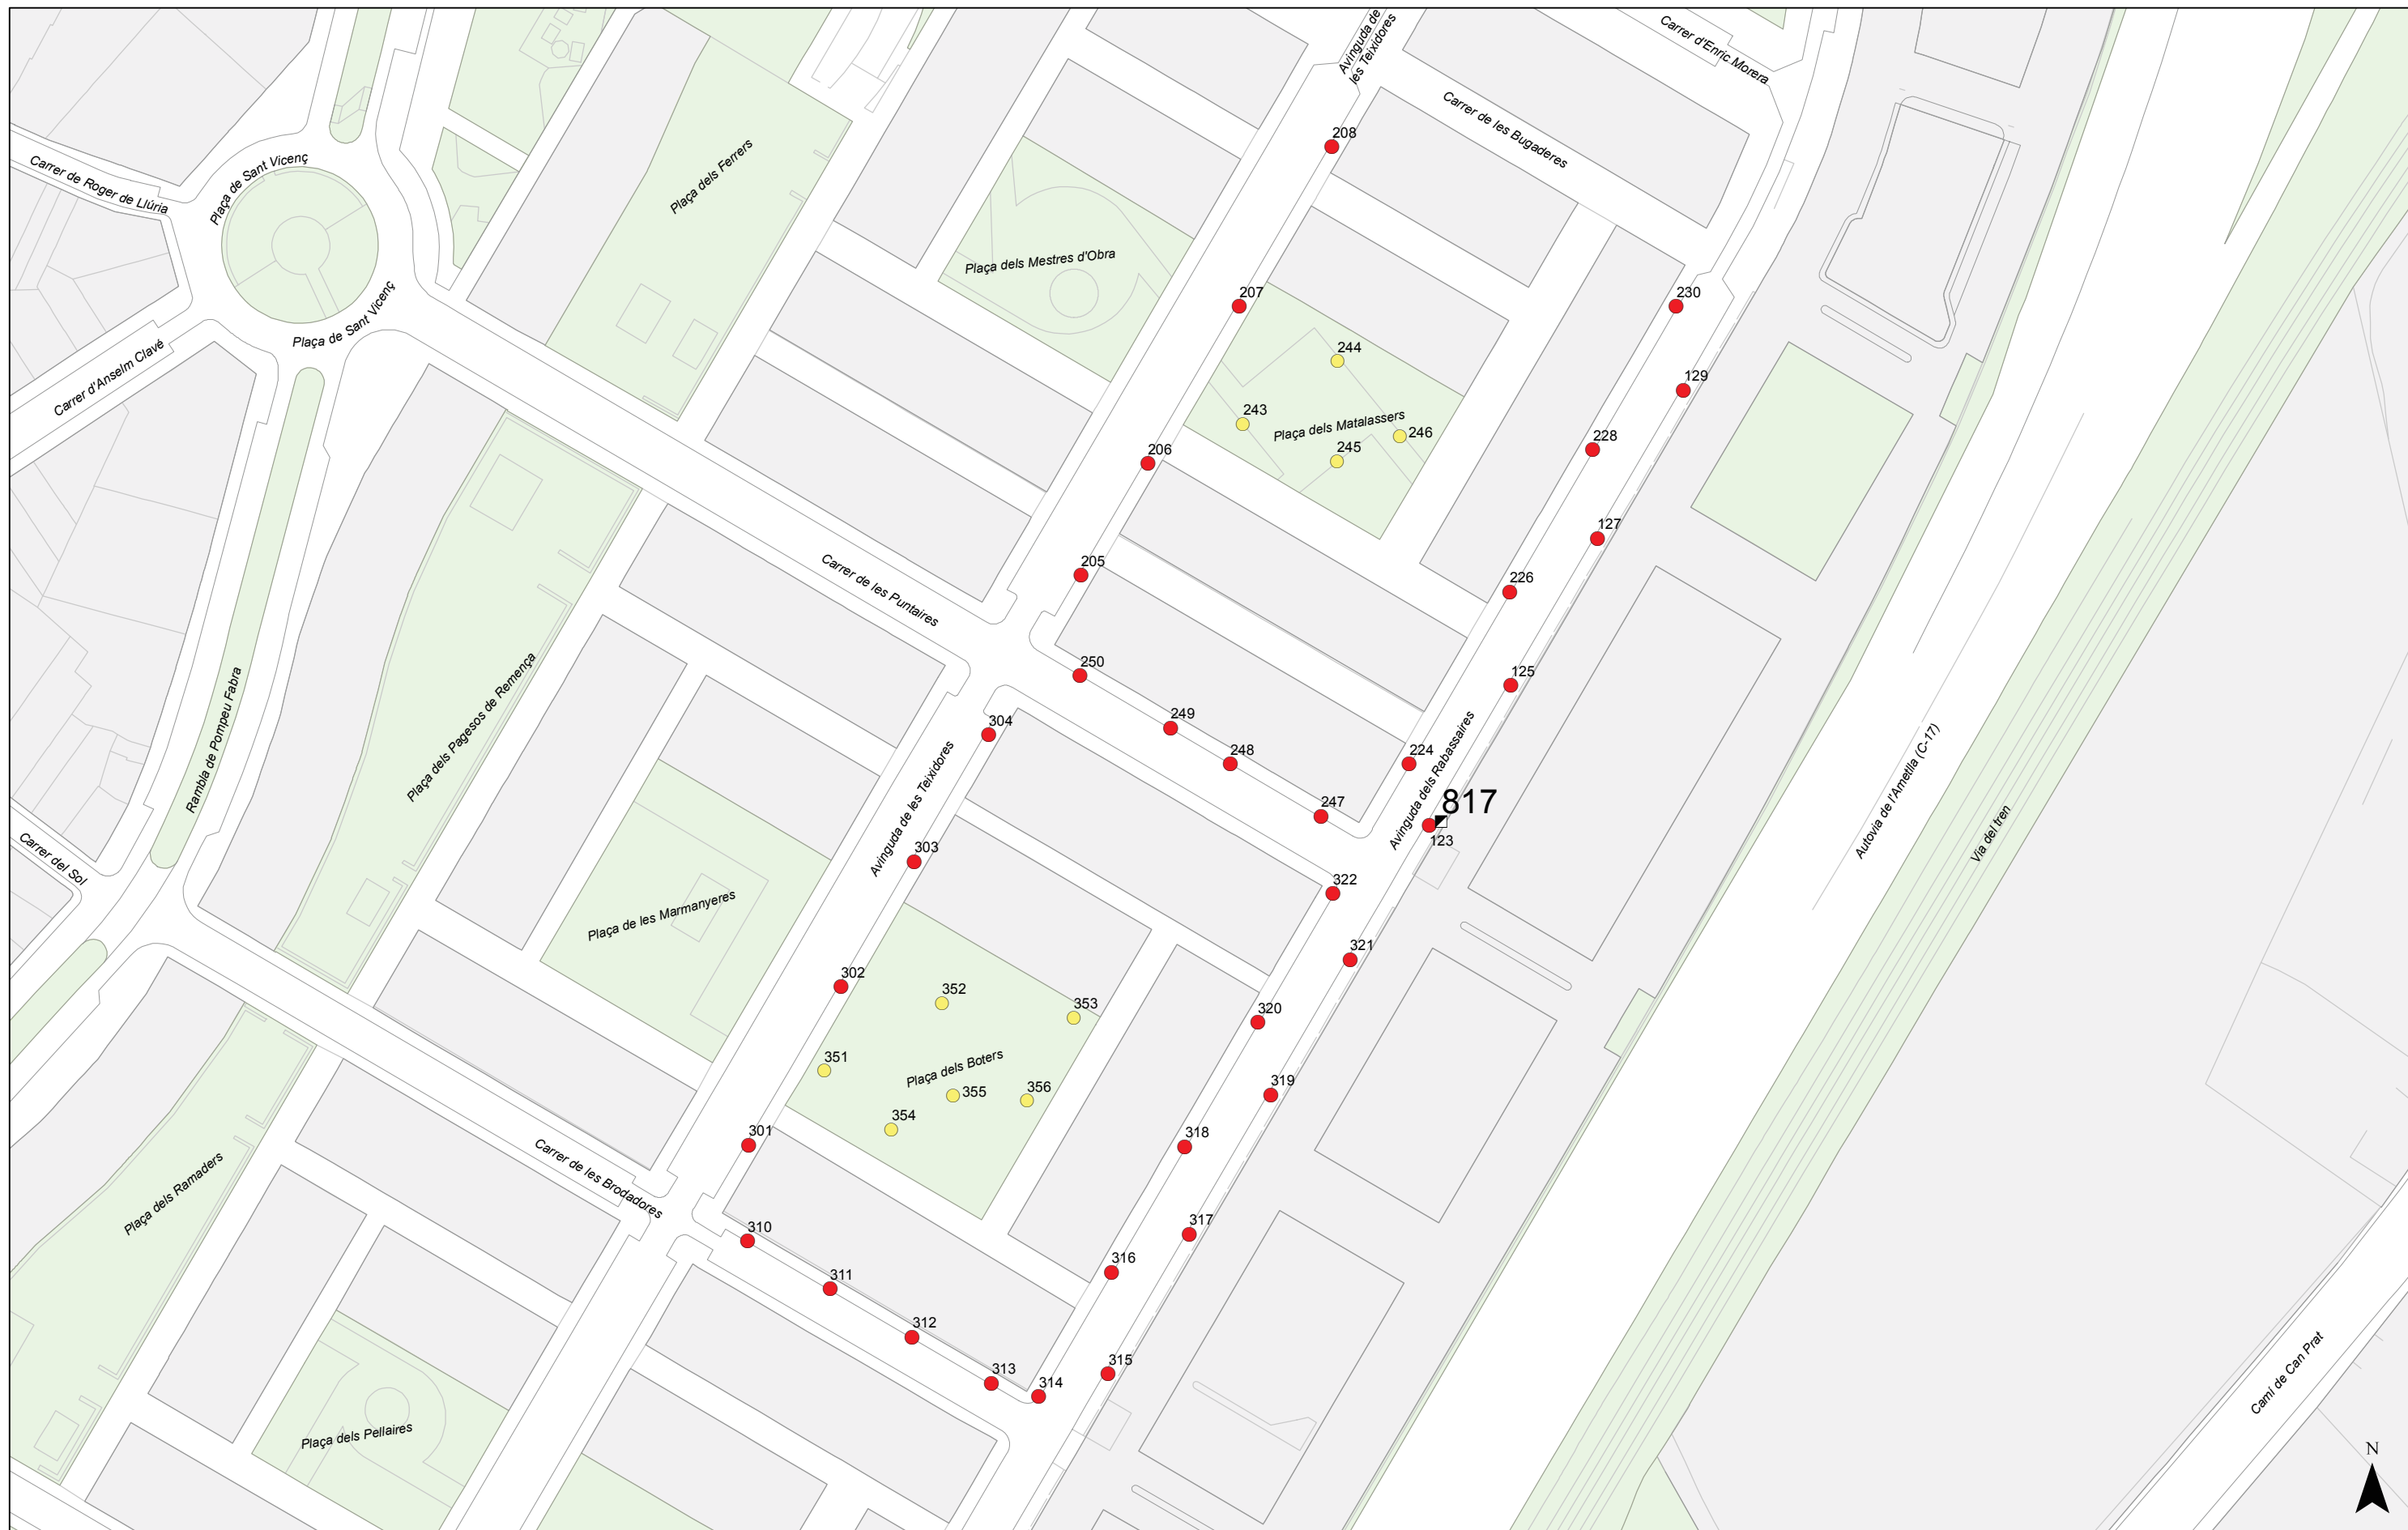 Avinguda de
les Teixidores
Carrer d'Enric Morera
Carrer de les Bugaderes
208
Carrer de Roger de Llúria
Plaça de Sant Vicenç
Plaça dels Ferrers
Plaça dels Mestres d'Obra
207
230
Plaça de Sant Vicenç
Carrer d'Anselm Clavé
244
129
243
Plaça dels Matalassers
246
245
206
228
127
205
Carrer de les Puntaires
226
250
125
Plaça dels Pagesos de Remença
Rambla de Pompeu Fabra
304
249
248
224
Avinguda dels Rabassaires
Avinguda de les Teixidores
247
817
123
Autovia de l'Ametlla (C-17)
Via del tren
Carrer del Sol
303
322
Plaça de les Marmanyeres
321
302
352
353
320
351
Plaça dels Boters
355
356
319
354
301
318
Carrer de les Brodadores
Plaça dels Ramaders
310
317
311
316
312
313
314
315
Plaça dels Pellaires
Camí de Can Prat
N